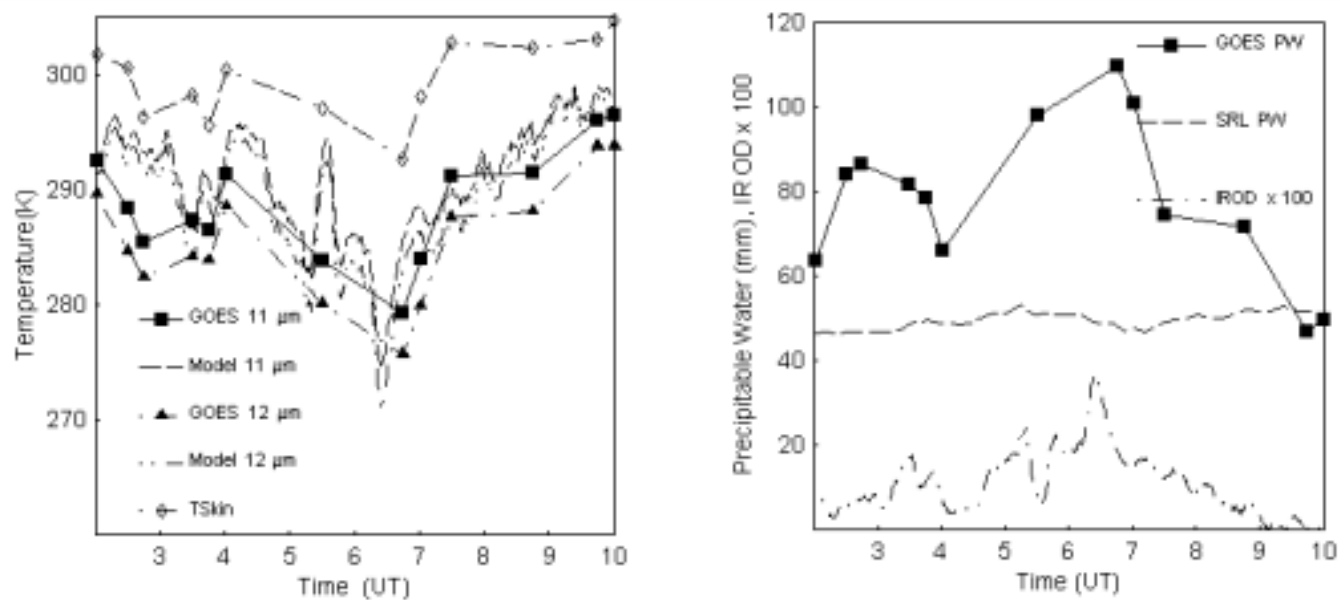 300
290
280
270
Temperature(K)
GOES 11 μm
Model 11 μm
GOES 12 μm
Model 12 μm
TSkin
3 4 5 6 7 8 9 10
Time (UT)
120
100
80
60
40
20
Precipitable Water (mm), IROD x 100
GOES PW
SRL PW
IROD x 100
3 4 5 6 7 8 9 10
Time (UT)